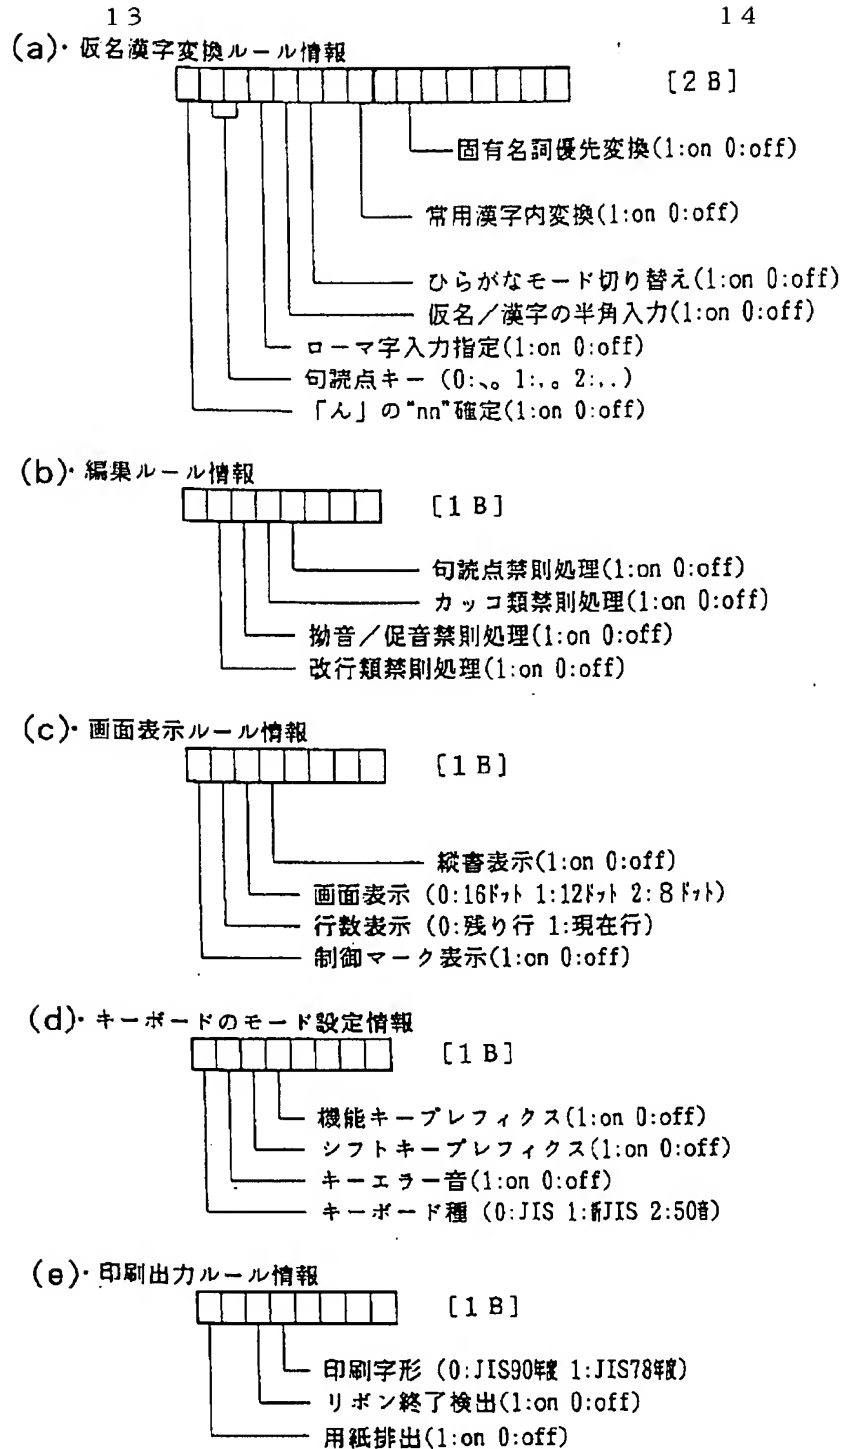 13 14
(a)・仮名漢字変換ルール情報
[2B]
固有名詞優先変換(1:on 0:off)
常用漢字内変換(1:on 0:off)
ひらがなモード切り替え(1:on 0:off)
仮名／漢字の半角入力(1:on 0:off)
ローマ字入力指定(1:on 0:off)
句読点キー (0:、。 1:,。 2:,.)
「ん」の"nn"確定(1:on 0:off)
(b)・編集ルール情報
[1B]
句読点禁則処理(1:on 0:off)
カッコ類禁則処理(1:on 0:off)
拗音／促音禁則処理(1:on 0:off)
改行類禁則処理(1:on 0:off)
(c)・画面表示ルール情報
[1B]
縦書表示(1:on 0:off)
画面表示 (0:16ドット 1:12ドット 2:8ドット)
行数表示 (0:残り行 1:現在行)
制御マーク表示(1:on 0:off)
(d)・キーボードのモード設定情報
[1B]
機能キープレフィクス(1:on 0:off)
シフトキープレフィクス(1:on 0:off)
キーエラー音(1:on 0:off)
キーボード種 (0:JIS 1:新JIS 2:50音)
(e)・印刷出力ルール情報
[1B]
印刷字形 (0:JIS90年度 1:JIS78年度)
リボン終了検出(1:on 0:off)
用紙排出(1:on 0:off)